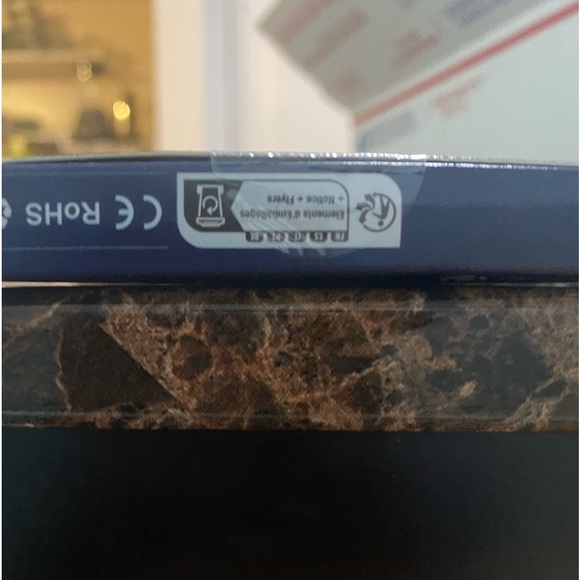 Elements d'Emballages
+ Notice + Flyers
CE RoHS